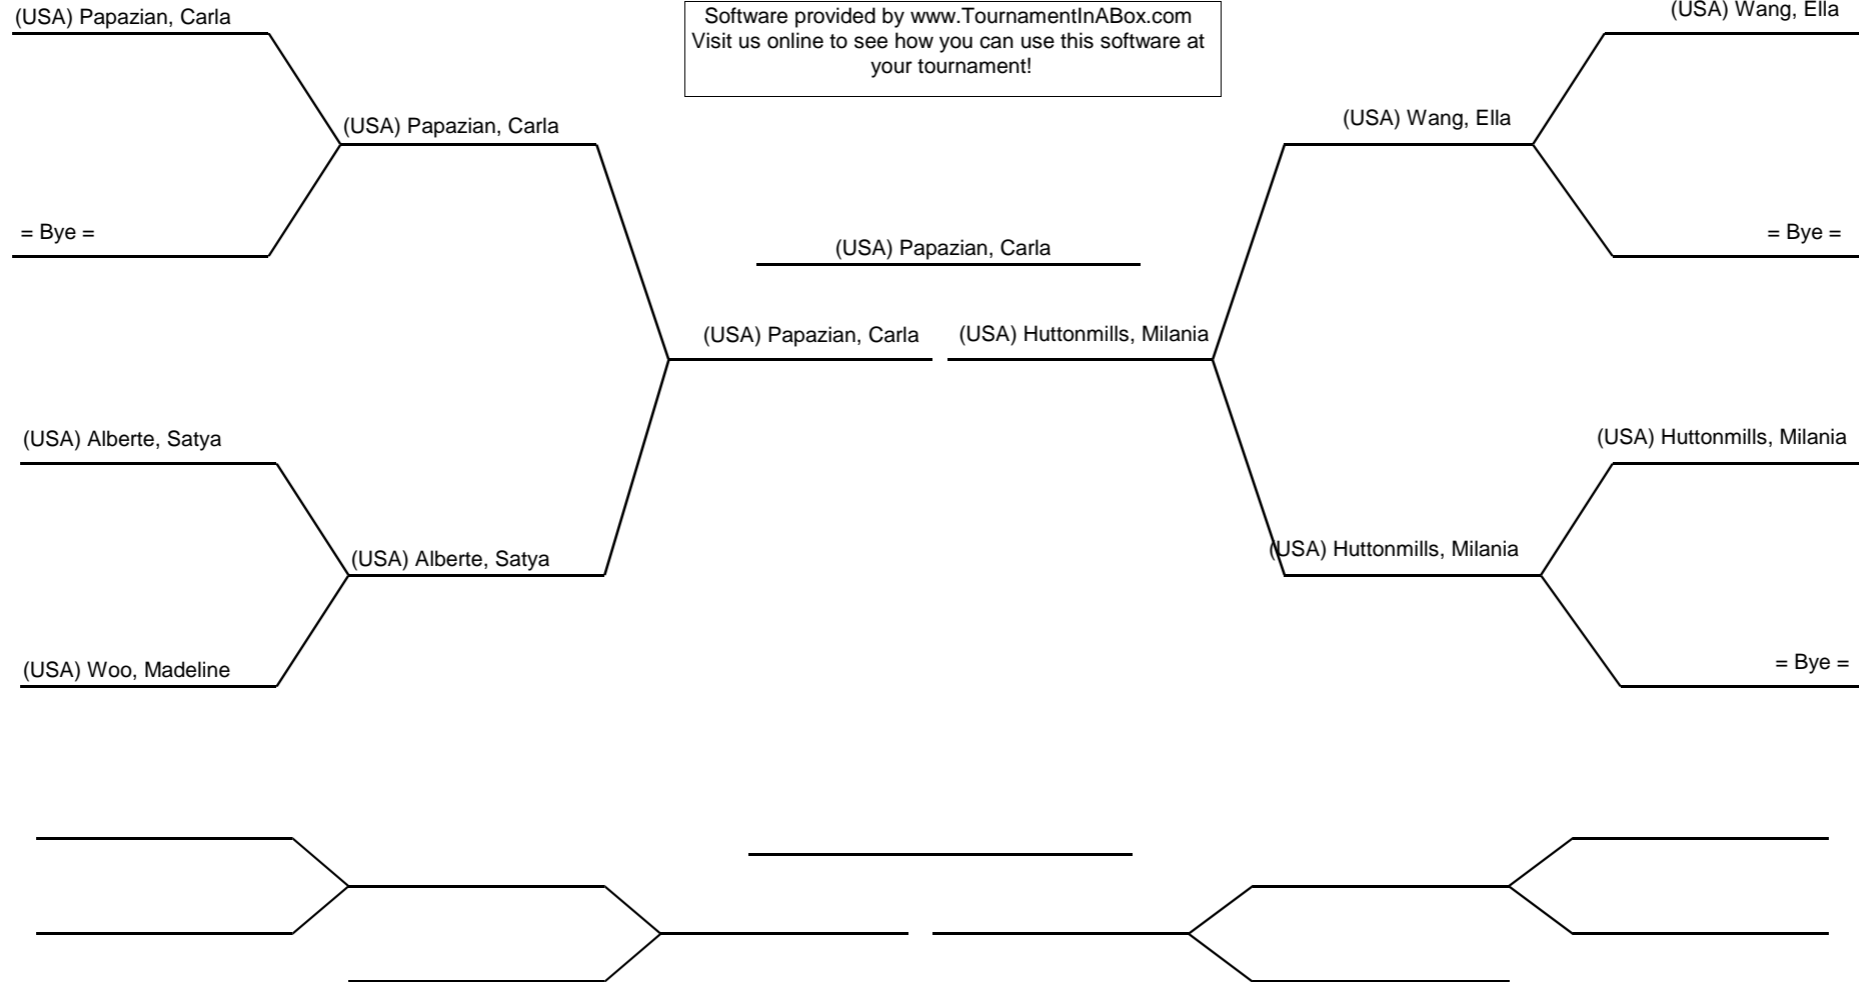 (USA) Papazian, Carla
Software provided by www.TournamentInABox.com
Visit us online to see how you can use this software at
your tournament!
(USA) Wang, Ella
(USA) Papazian, Carla
(USA) Wang, Ella
= Bye =
(USA) Papazian, Carla
= Bye =
(USA) Papazian, Carla
(USA) Huttonmills, Milania
(USA) Alberte, Satya
(USA) Huttonmills, Milania
(USA) Alberte, Satya
(USA) Huttonmills, Milania
(USA) Woo, Madeline
= Bye =